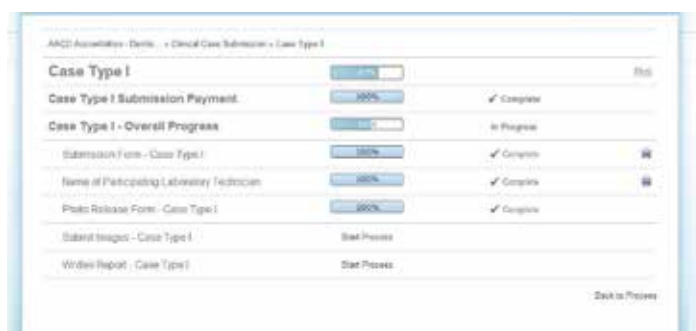 AACD Accreditation - Dentis... » Clinical Case Submission » Case Type I
Case Type I
Case Type I Submission Payment 100% ✓ Complete
Case Type I - Overall Progress In Progress
Submission Form - Case Type I 100% ✓ Complete
Name of Participating Laboratory Technician 100% ✓ Complete
Photo Release Form - Case Type I 100% ✓ Complete
Submit Images - Case Type I Start Process
Written Report - Case Type I Start Process
Back to Process